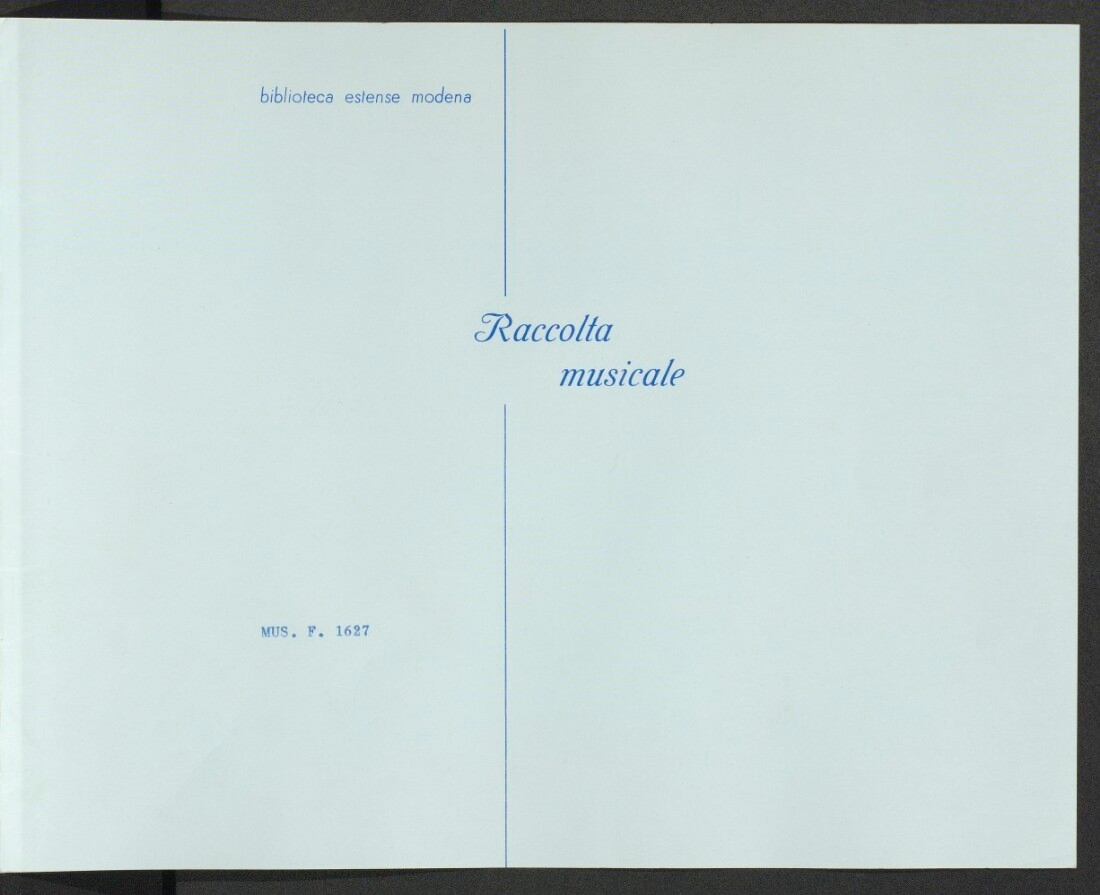 biblioteca estense modena
Raccolta
musicale
MUS. F. 1627